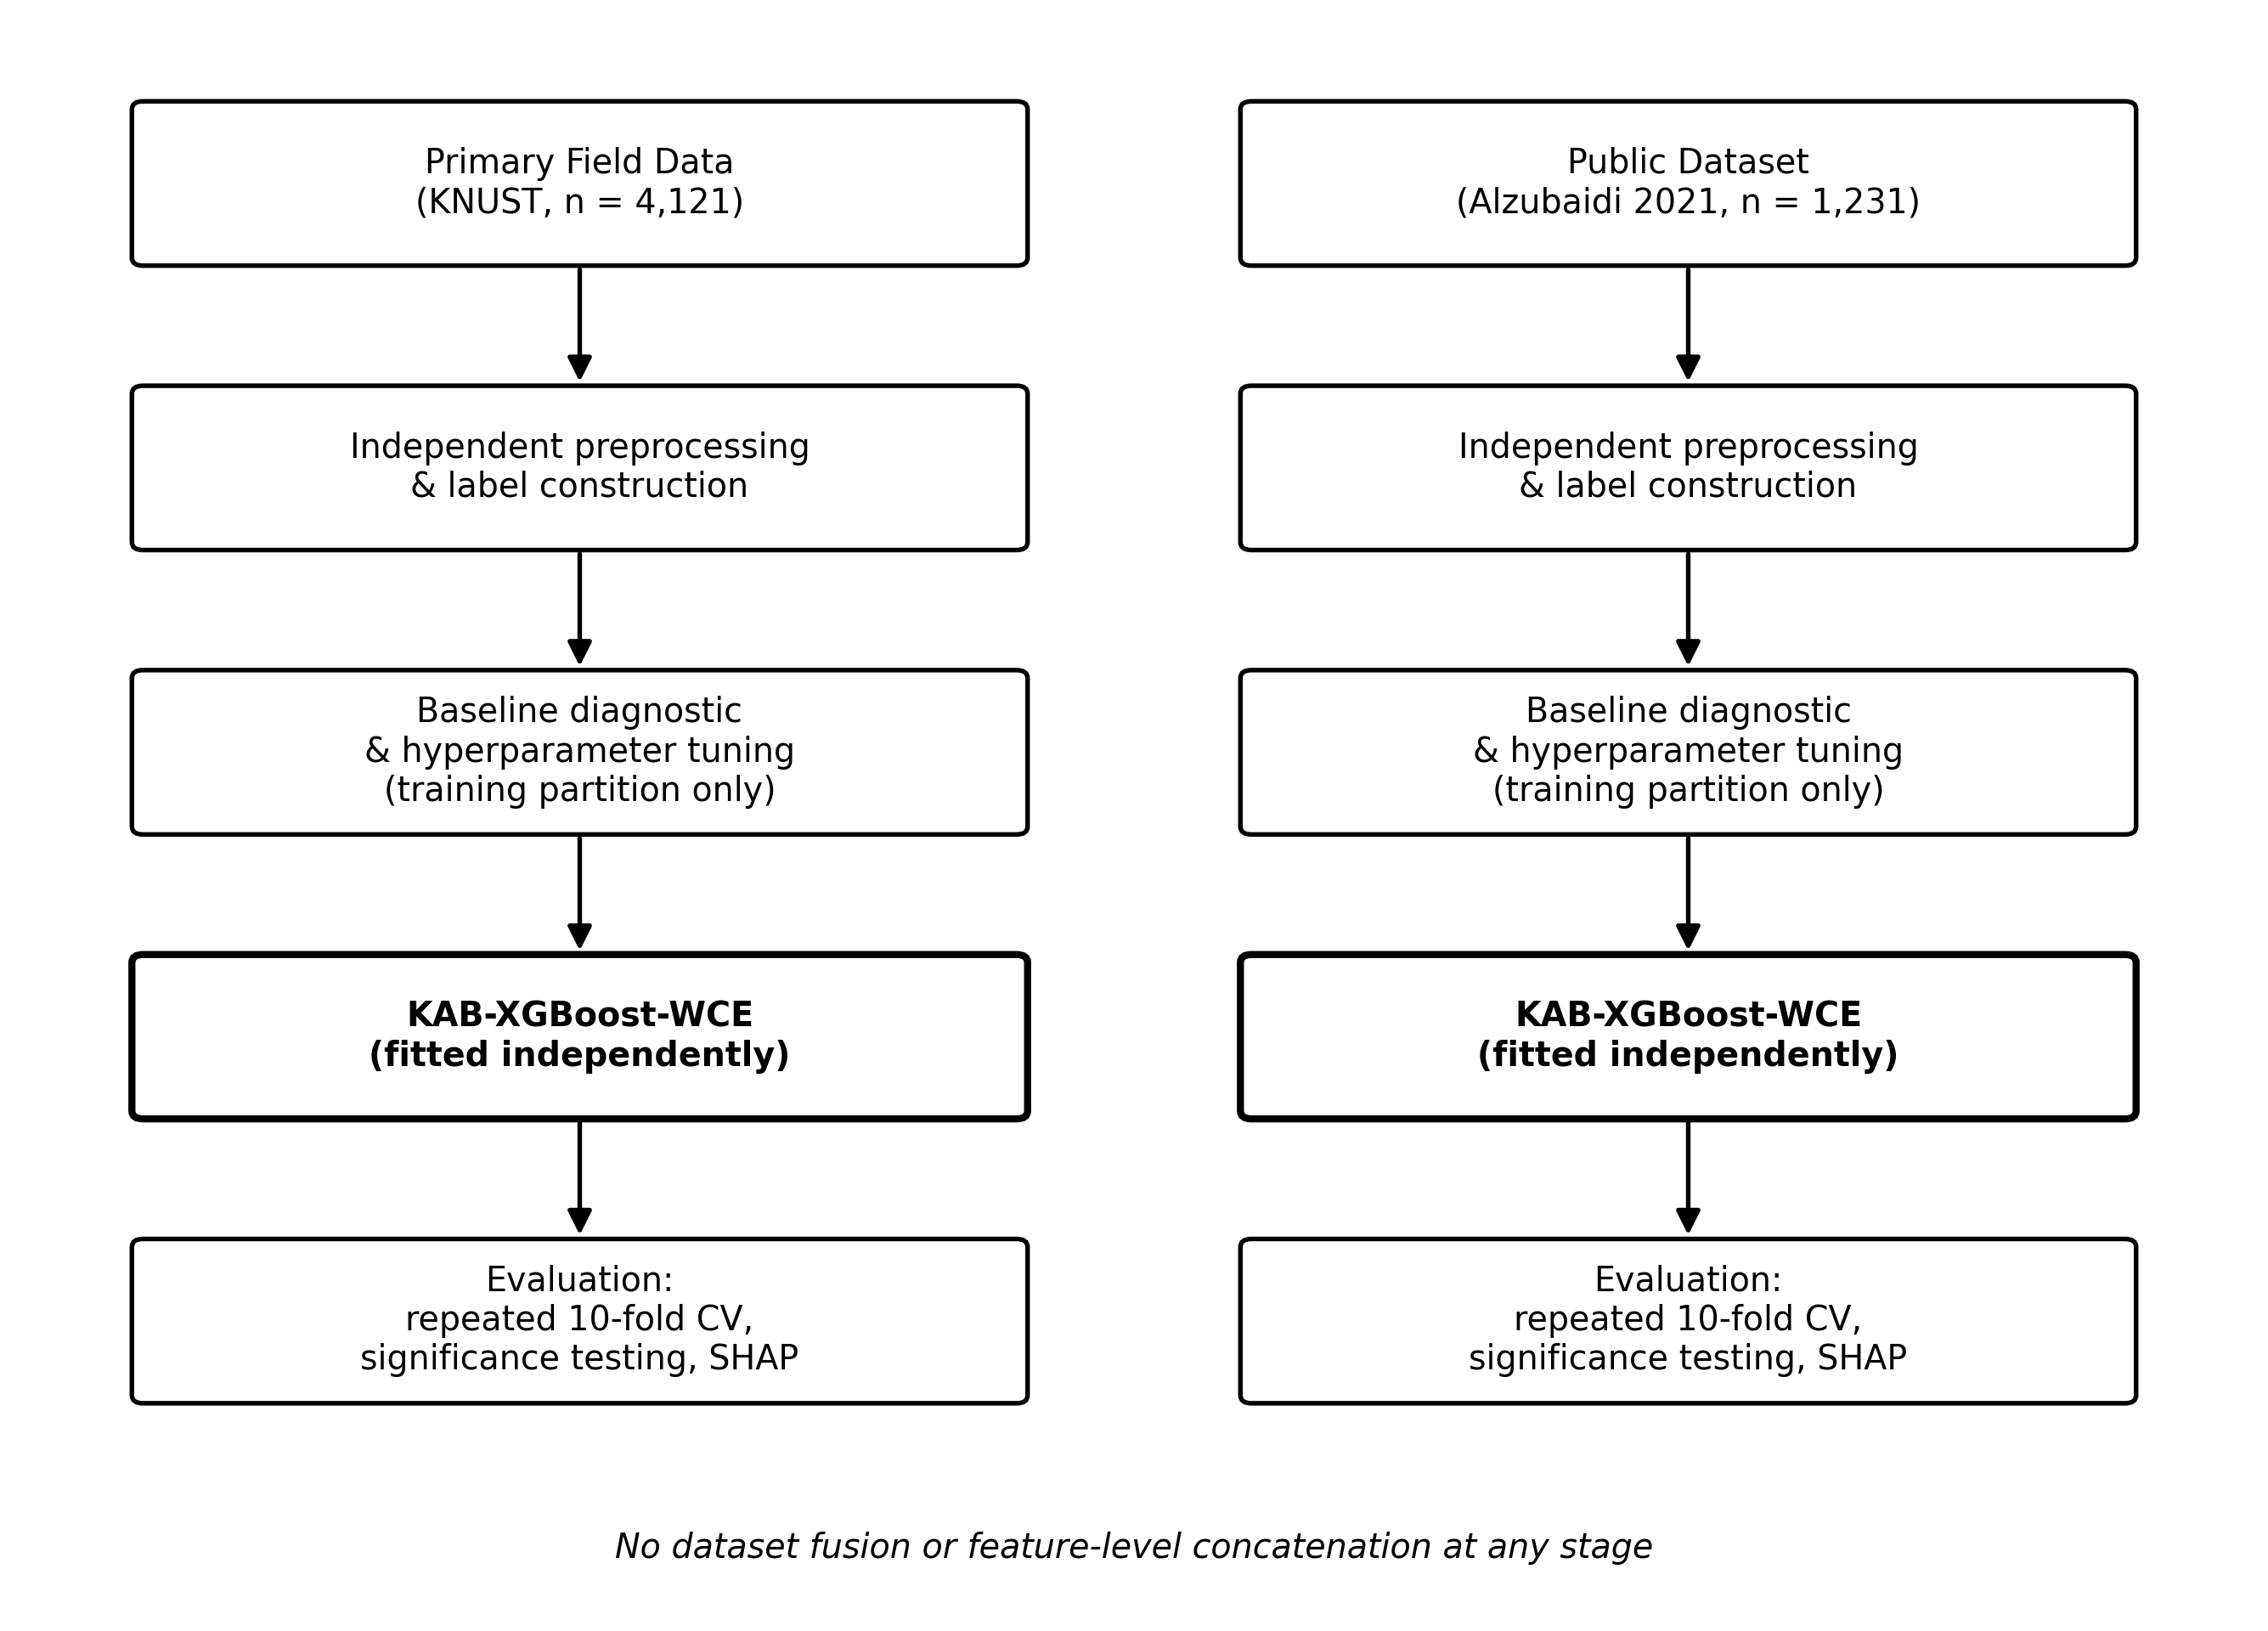 Primary Field Data
(KNUST, n = 4,121)
Public Dataset
(Alzubaidi 2021, n = 1,231)
Independent preprocessing
& label construction
Independent preprocessing
& label construction
Baseline diagnostic
& hyperparameter tuning
(training partition only)
Baseline diagnostic
& hyperparameter tuning
(training partition only)
KAB-XGBoost-WCE
(fitted independently)
KAB-XGBoost-WCE
(fitted independently)
Evaluation:
repeated 10-fold CV,
significance testing, SHAP
Evaluation:
repeated 10-fold CV,
significance testing, SHAP
No dataset fusion or feature-level concatenation at any stage